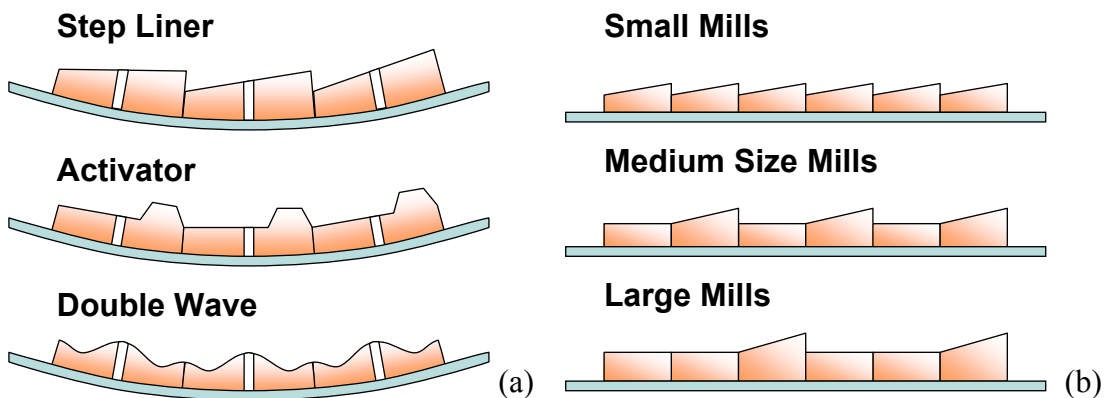 Step Liner
Activator
Double Wave
(a)
Small Mills
Medium Size Mills
Large Mills
(b)